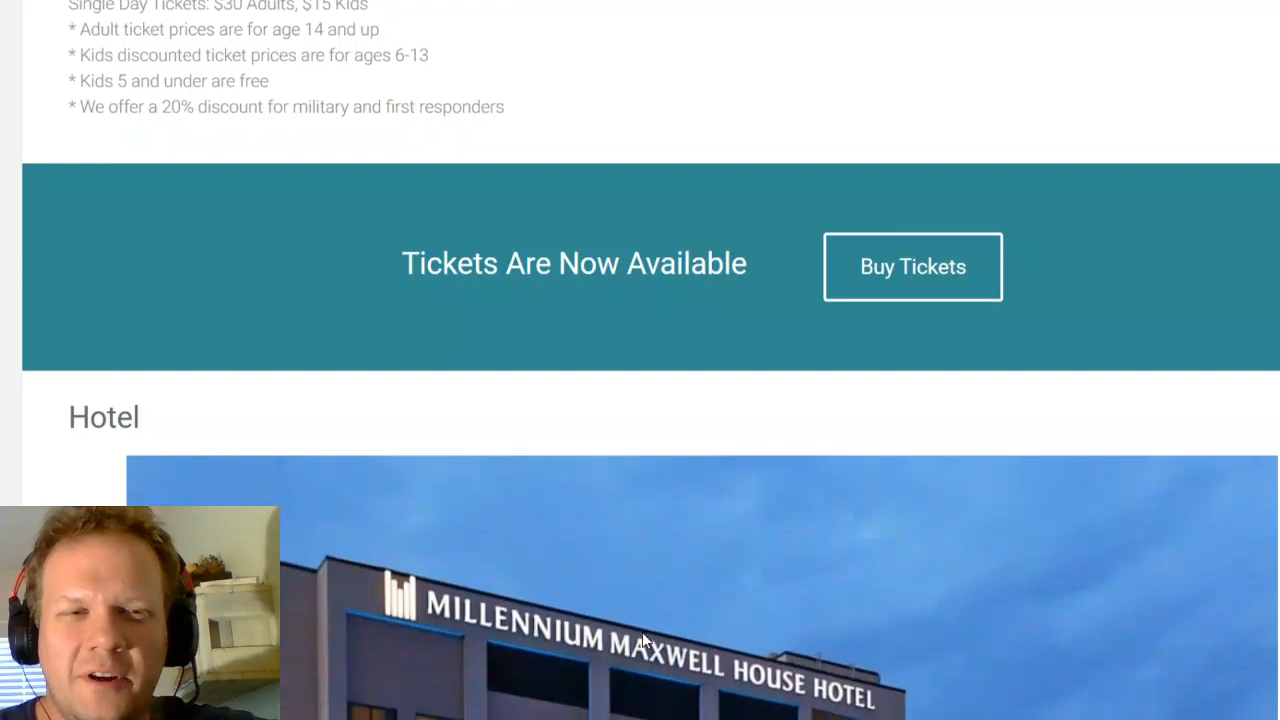 Single Day Tickets: $30 Adults, $15 Kids
* Adult ticket prices are for age 14 and up
* Kids discounted ticket prices are for ages 6-13
* Kids 5 and under are free
* We offer a 20% discount for military and first responders
Tickets Are Now Available
Buy Tickets
Hotel
MILLENNIUM MAXWELL HOUSE HOTEL